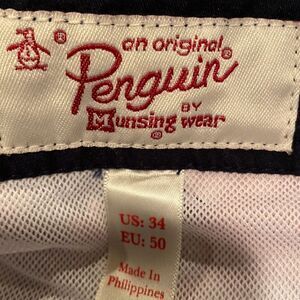 an original
Penguin
BY
Munsing wear
US: 34
EU: 50
Made In
Philippines